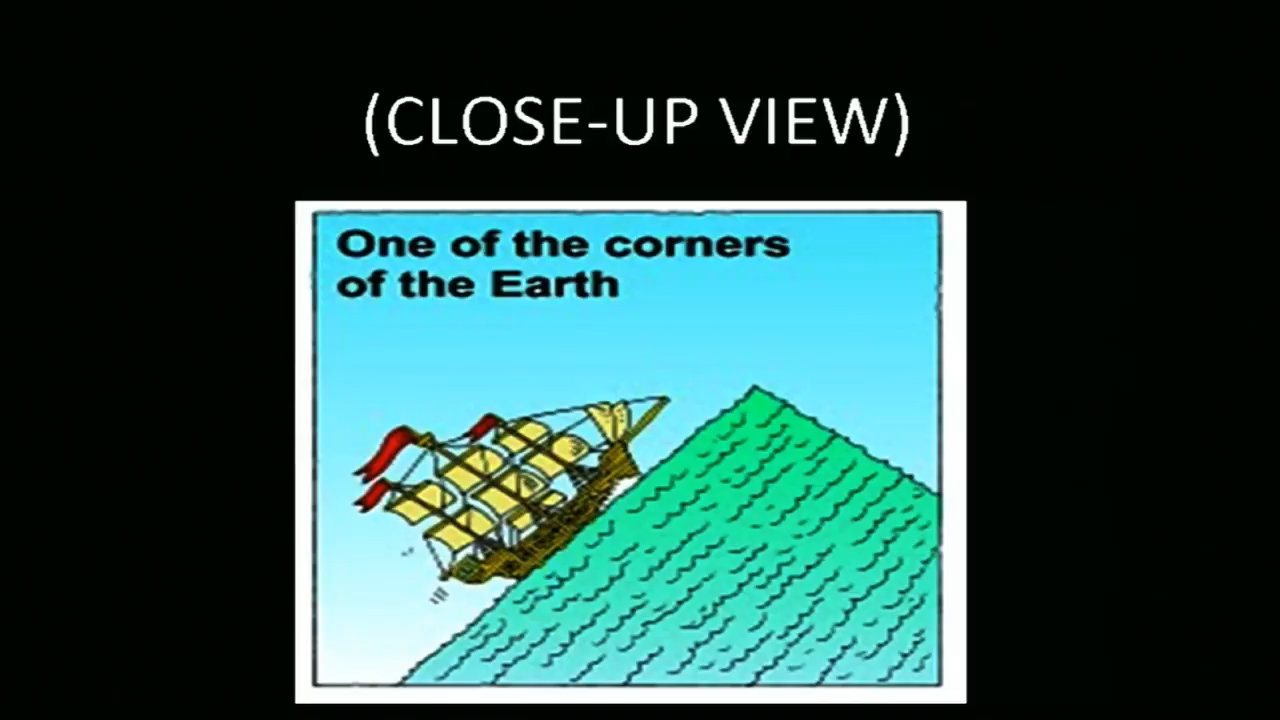 (CLOSE-UP VIEW)
One of the corners
of the Earth